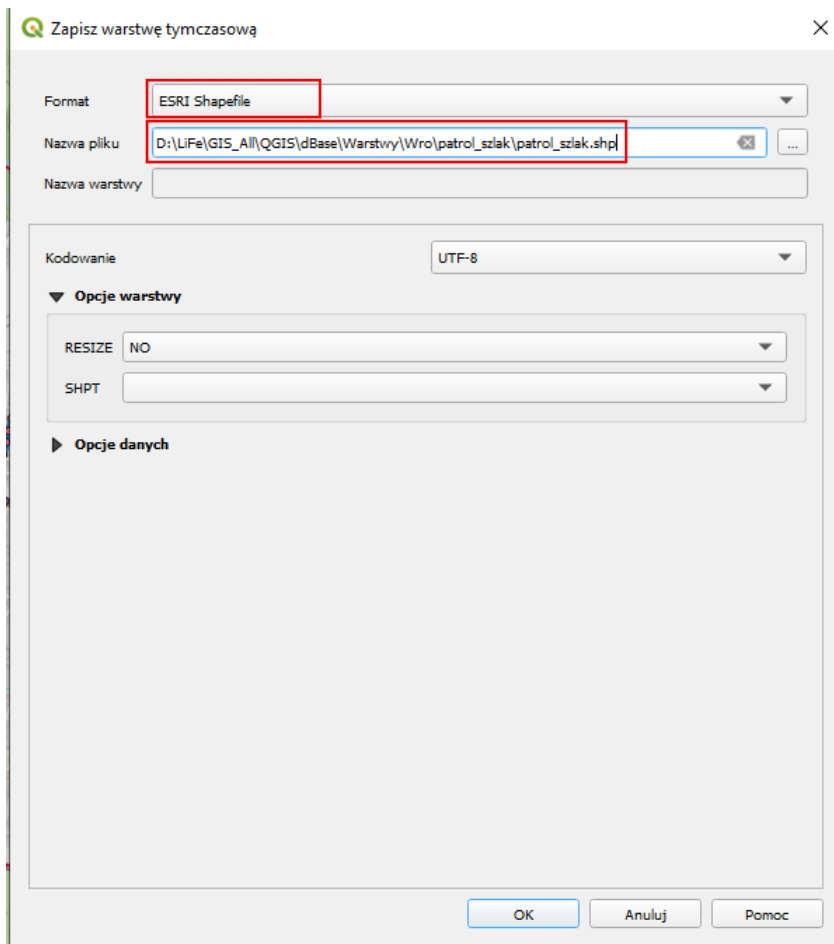 Zapisz warstwę tymczasową
Format ESRI Shapefile
Nazwa pliku D:\LiFe\GIS_All\QGIS\dBase\Warstwy\Wro\patrol_szlak\patrol_szlak.shp ...
Nazwa warstwy
Kodowanie UTF-8
Opcje warstwy
RESIZE NO
SHPT
Opcje danych
OK Anuluj Pomoc